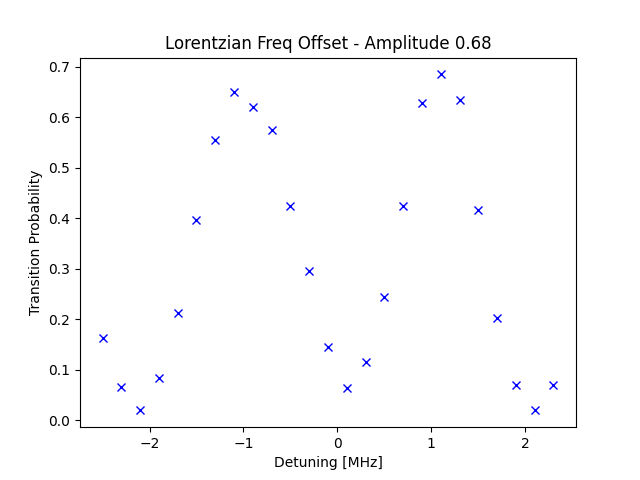 Lorentzian Freq Offset - Amplitude 0.68
0.7
0.6
0.5
0.4
0.3
0.2
0.1
0.0
Transition Probability
−2 −1 0 1 2
Detuning [MHz]